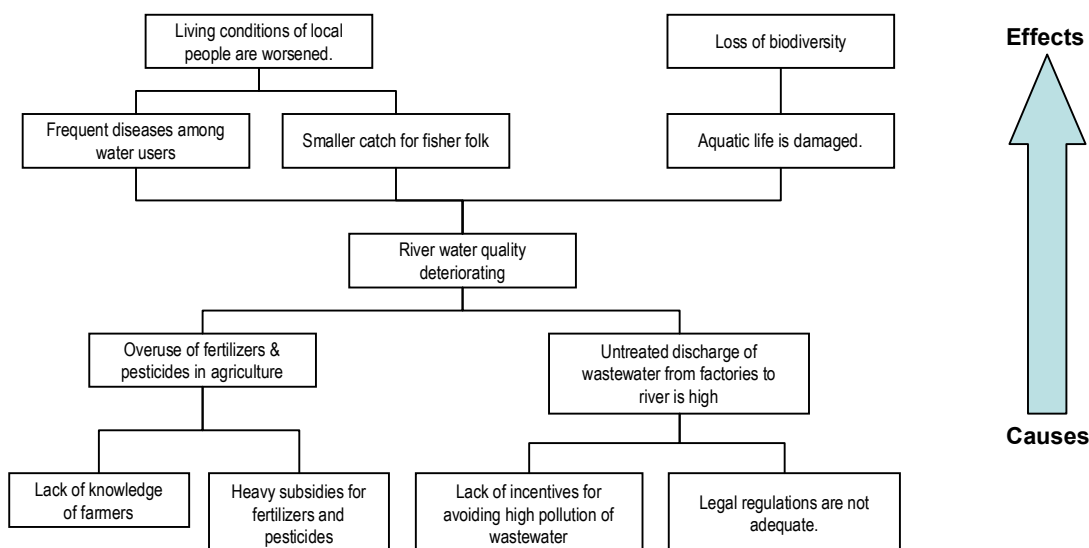 Living conditions of local
people are worsened.
Loss of biodiversity
Effects
Frequent diseases among
water users
Smaller catch for fisher folk
Aquatic life is damaged.
River water quality
deteriorating
Overuse of fertilizers &
pesticides in agriculture
Untreated discharge of
wastewater from factories to
river is high
Causes
Lack of knowledge
of farmers
Heavy subsidies for
fertilizers and
pesticides
Lack of incentives for
avoiding high pollution of
wastewater
Legal regulations are not
adequate.